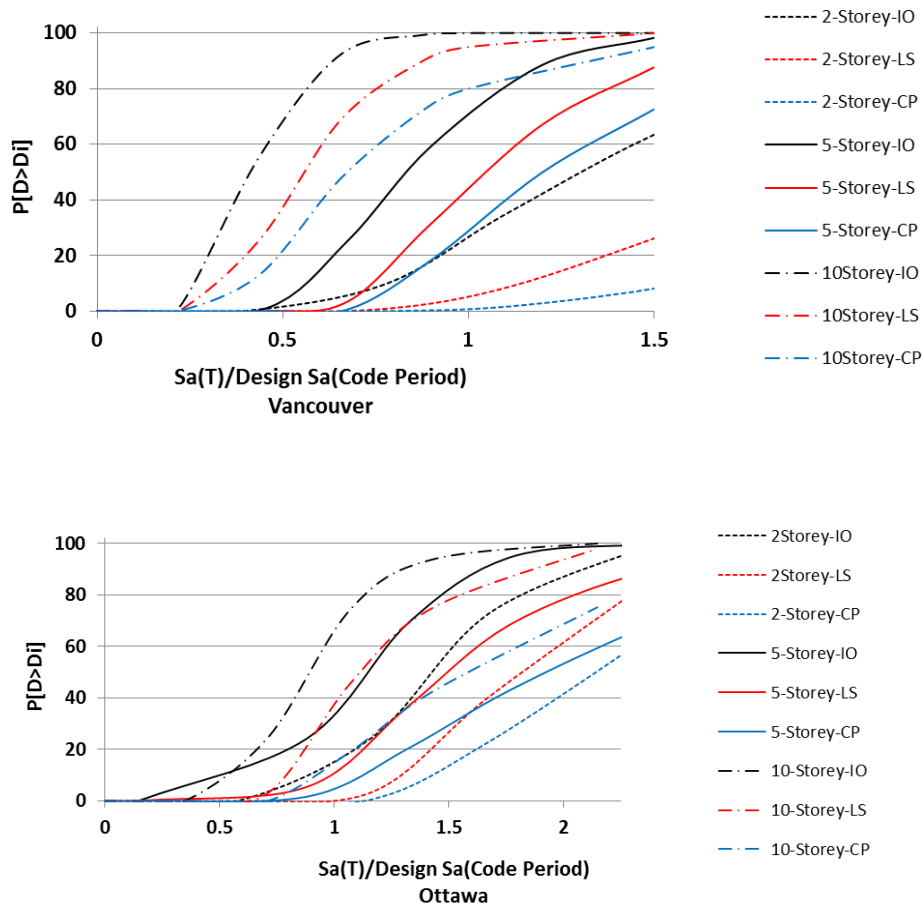 100
80
60
40
20
0
P[D>Di]
0
0.5
1
1.5
Sa(T)/Design Sa(Code Period)
Vancouver
2-Storey-IO
2-Storey-LS
2-Storey-CP
5-Storey-IO
5-Storey-LS
5-Storey-CP
10Storey-IO
10Storey-LS
10Storey-CP
100
80
60
40
20
0
P[D>Di]
0
0.5
1
1.5
2
Sa(T)/Design Sa(Code Period)
Ottawa
2Storey-IO
2Storey-LS
2-Storey-CP
5-Storey-IO
5-Storey-LS
5-Storey-CP
10-Storey-IO
10-Storey-LS
10-Storey-CP